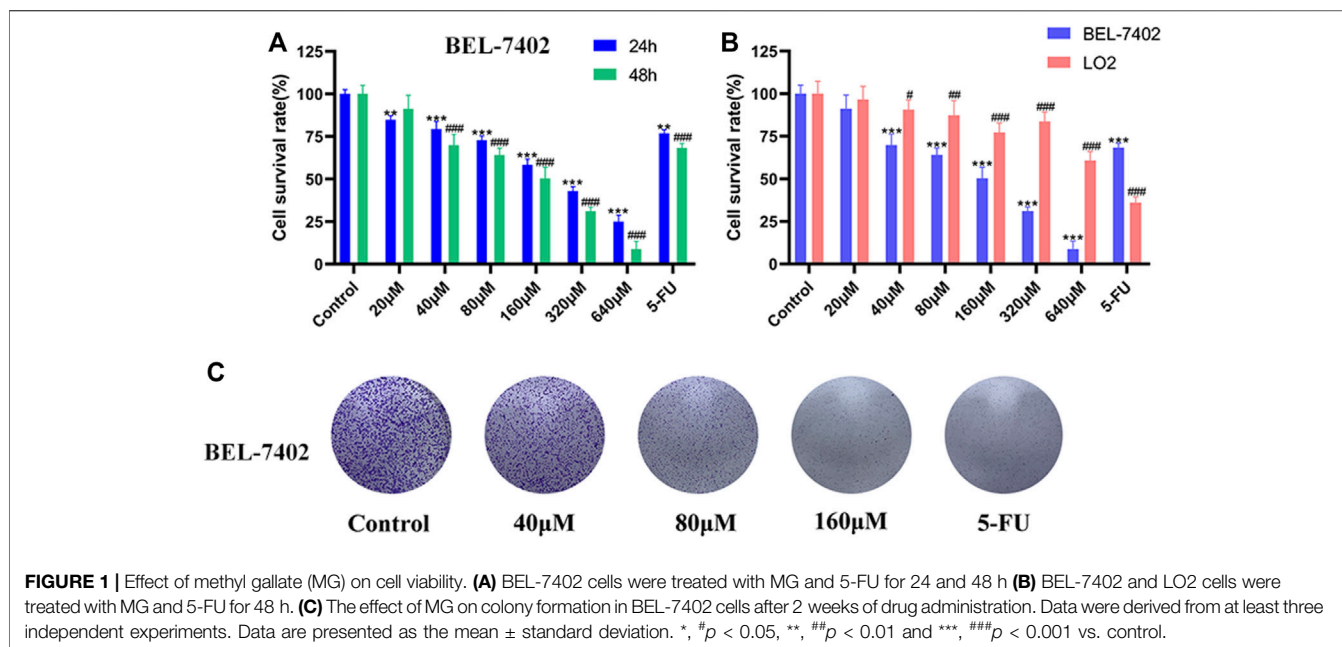 A
BEL-7402
24h
48h
Cell survival rate(%)
125
100
75
50
25
0
**
***
###
***
###
***
###
***
###
***
###
**
###
Control
20μM
40μM
80μM
160μM
320μM
640μM
5-FU
B
BEL-7402
LO2
Cell survival rate(%)
125
100
75
50
25
0
***
#
***
##
***
###
***
###
***
###
***
###
Control
20μM
40μM
80μM
160μM
320μM
640μM
5-FU
C
BEL-7402
Control
40μM
80μM
160μM
5-FU
FIGURE 1 | Effect of methyl gallate (MG) on cell viability. (A) BEL-7402 cells were treated with MG and 5-FU for 24 and 48 h (B) BEL-7402 and LO2 cells were
treated with MG and 5-FU for 48 h. (C) The effect of MG on colony formation in BEL-7402 cells after 2 weeks of drug administration. Data were derived from at least three
independent experiments. Data are presented as the mean ± standard deviation. *, #p < 0.05, **, ##p < 0.01 and ***, ###p < 0.001 vs. control.